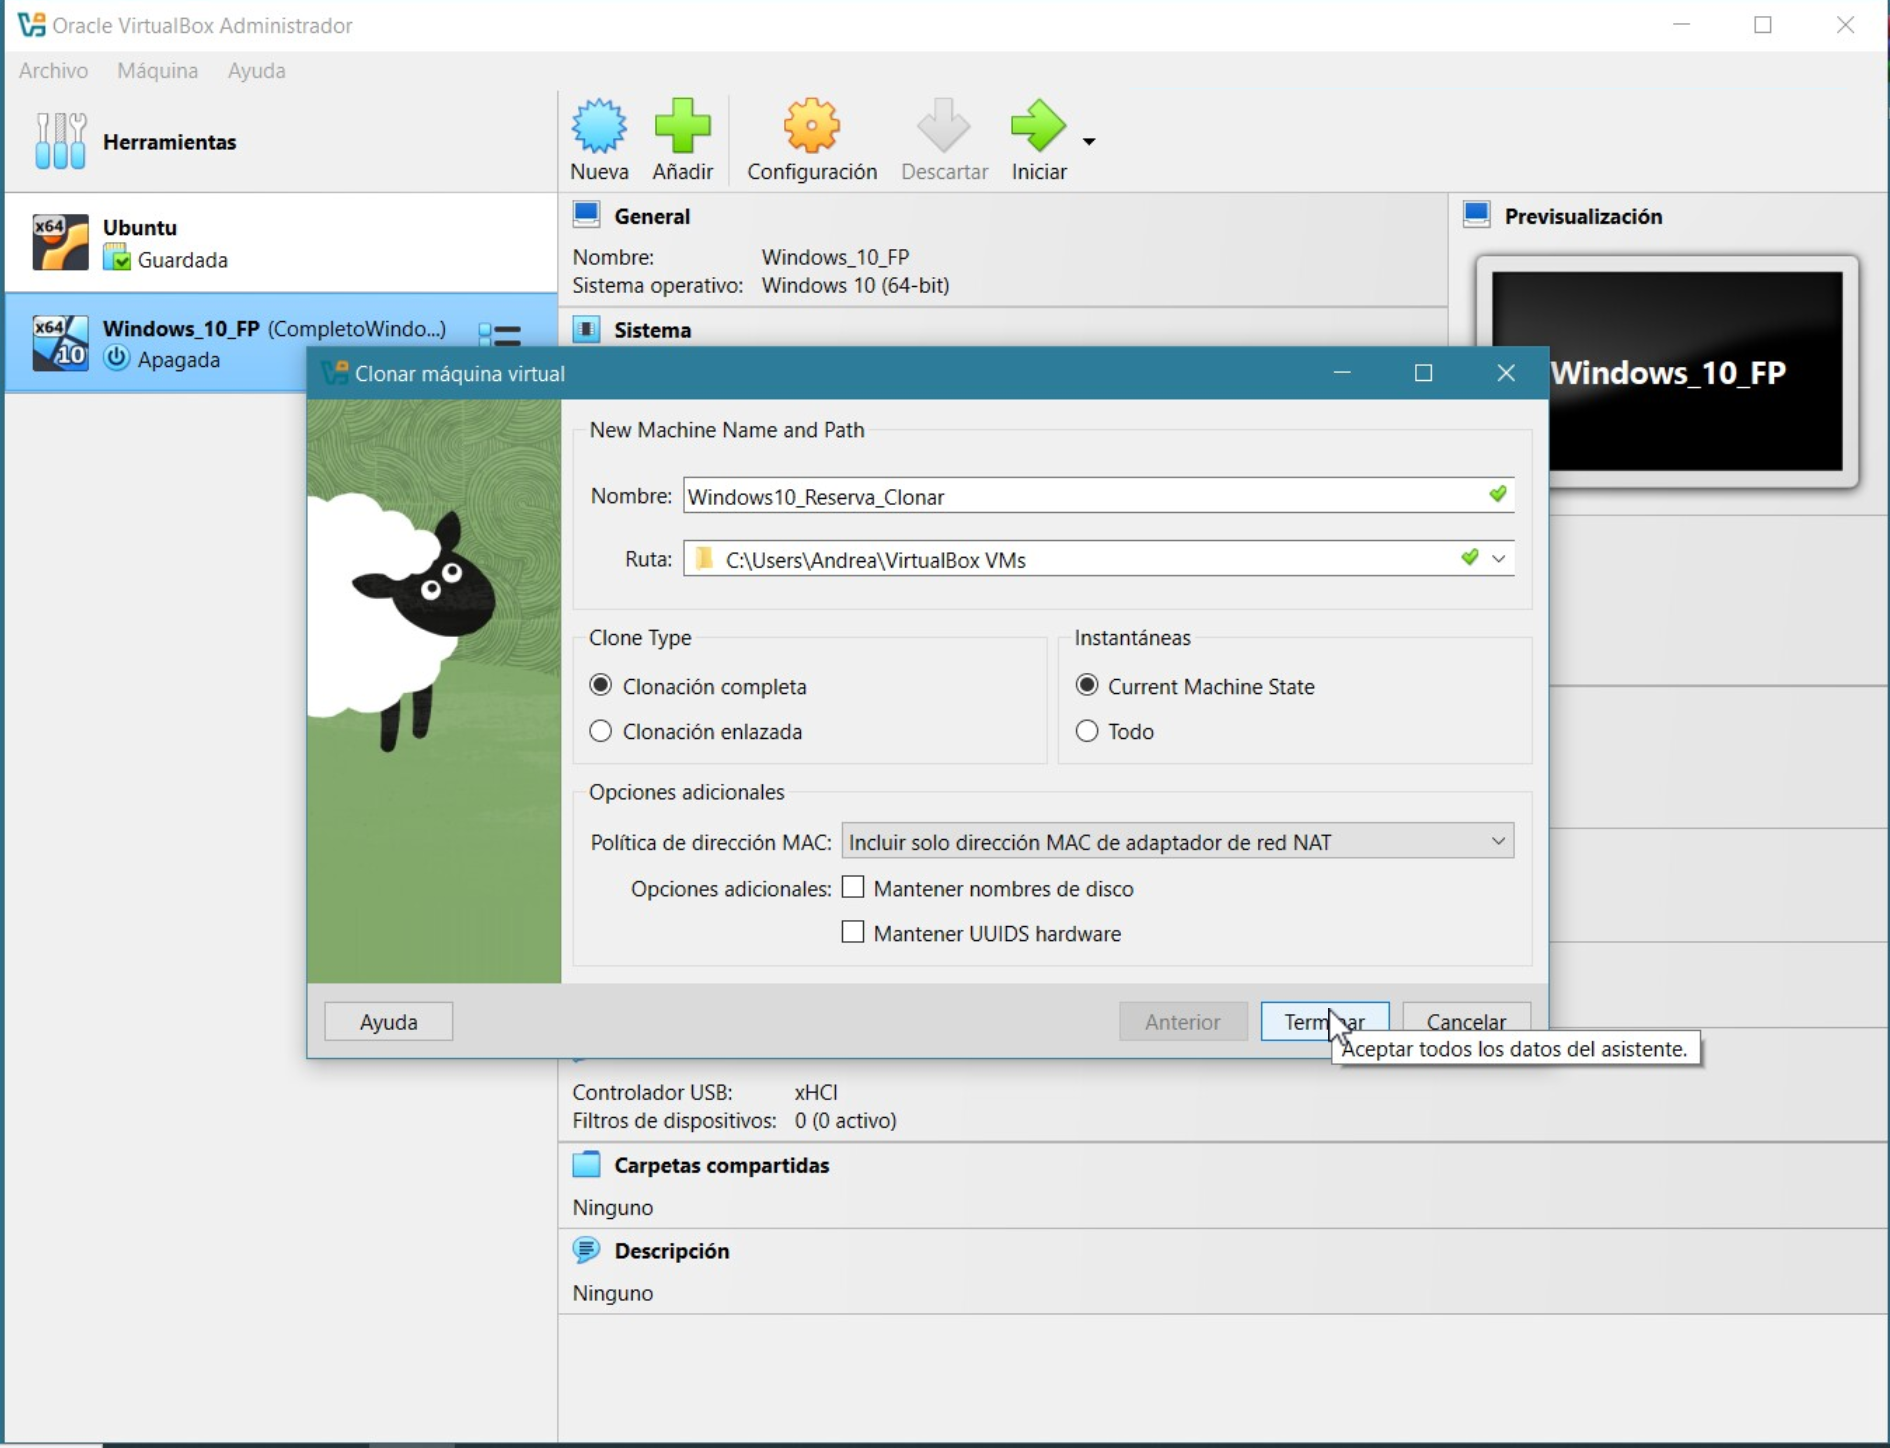 Oracle VirtualBox Administrador
Archivo Máquina Ayuda
Herramientas
Nueva Añadir Configuración Descartar Iniciar
x64
Ubuntu
Guardada
x64
10
Windows_10_FP (CompletoWindo...)
Apagada
General
Nombre: Windows_10_FP
Sistema operativo: Windows 10 (64-bit)
Sistema
Previsualización
Windows_10_FP
Clonar máquina virtual
New Machine Name and Path
Nombre: Windows10_Reserva_Clonar
Ruta: C:\Users\Andrea\VirtualBox VMs
Clone Type
Clonación completa
Clonación enlazada
Instantáneas
Current Machine State
Todo
Opciones adicionales
Política de dirección MAC: Incluir solo dirección MAC de adaptador de red NAT
Opciones adicionales: Mantener nombres de disco
Mantener UUIDS hardware
Ayuda Anterior Terminar Cancelar
Aceptar todos los datos del asistente.
Controlador USB: xHCI
Filtros de dispositivos: 0 (0 activo)
Carpetas compartidas
Ninguno
Descripción
Ninguno